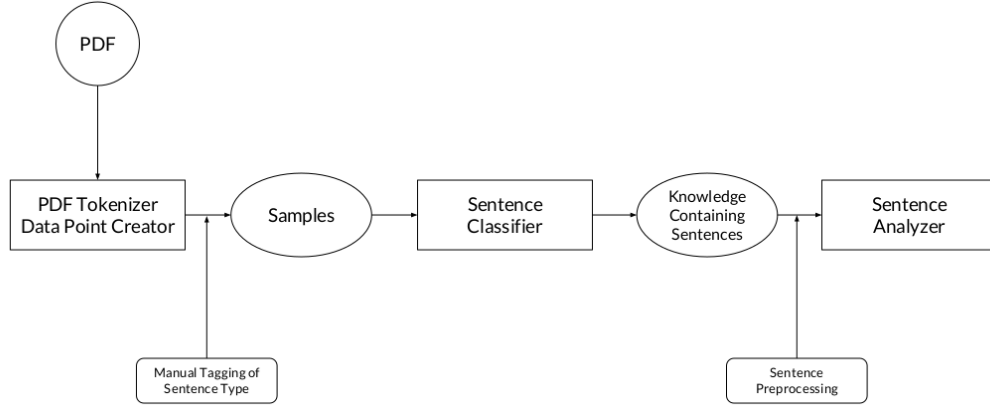 PDF
PDF Tokenizer
Data Point Creator
Samples
Sentence
Classifier
Knowledge
Containing
Sentences
Sentence
Analyzer
Manual Tagging of
Sentence Type
Sentence
Preprocessing